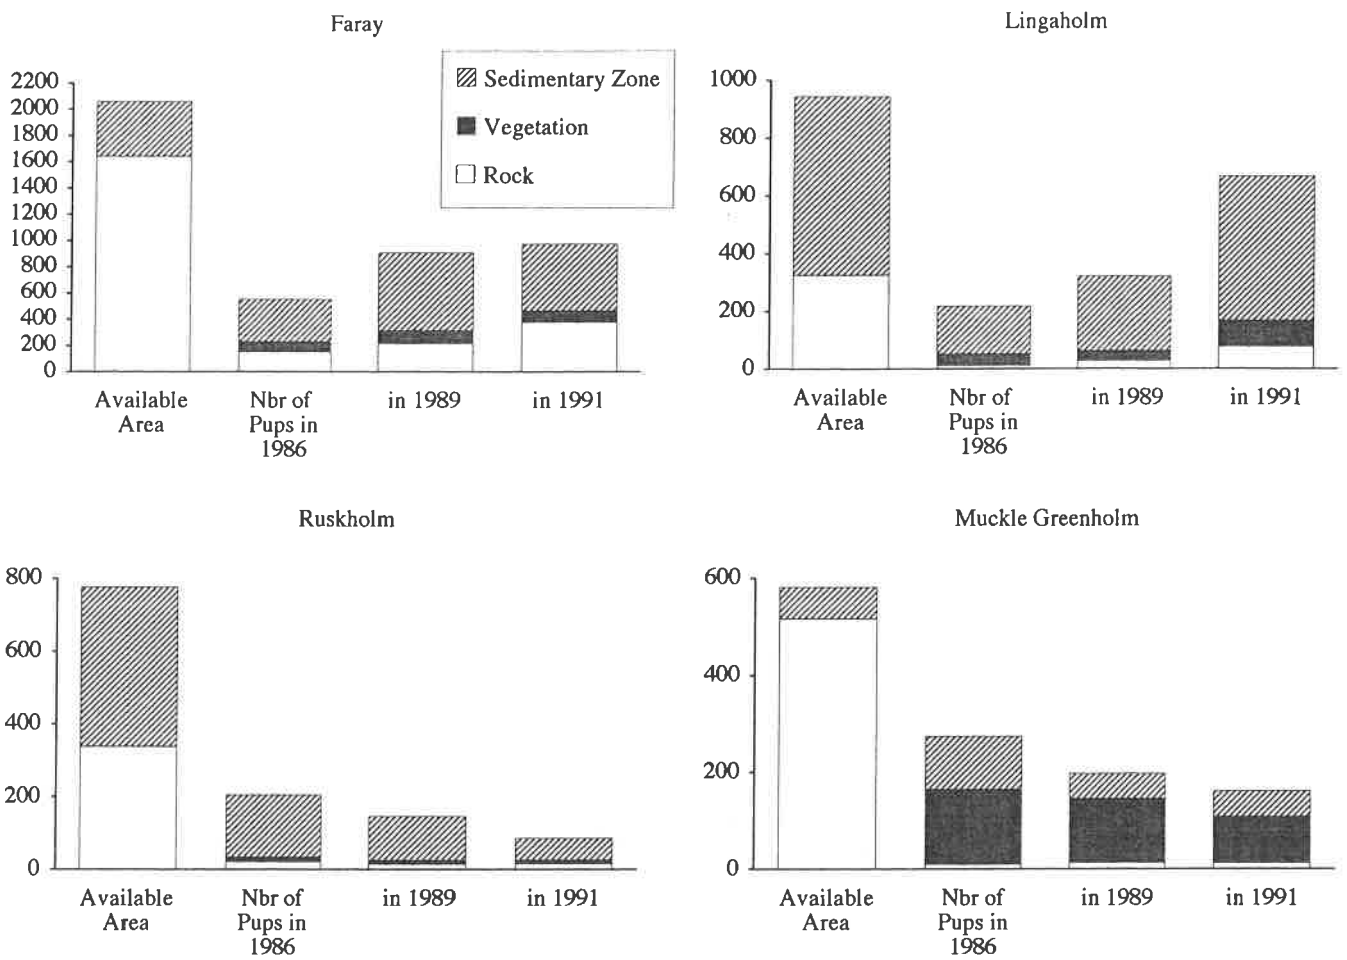 Faray
Sedimentary Zone
Vegetation
Rock
2200
2000
1800
1600
1400
1200
1000
800
600
400
200
0
Available
Area
Nbr of
Pups in
1986
in 1989
in 1991
Lingaholm
1000
800
600
400
200
0
Available
Area
Nbr of
Pups in
1986
in 1989
in 1991
Ruskholm
800
600
400
200
0
Available
Area
Nbr of
Pups in
1986
in 1989
in 1991
Muckle Greenholm
600
400
200
0
Available
Area
Nbr of
Pups in
1986
in 1989
in 1991